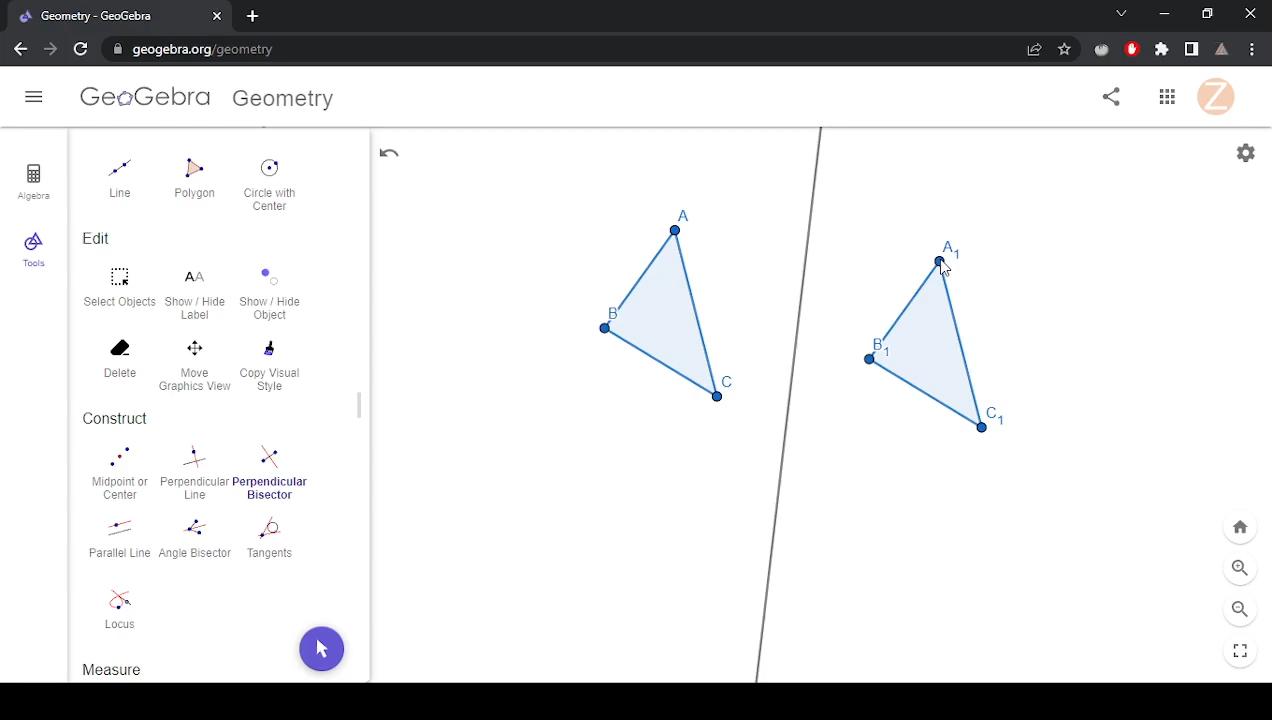 Geometry - GeoGebra
geogebra.org/geometry
GeoGebra Geometry
Z
Algebra
Tools
Line
Polygon
Circle with
Center
Edit
Select Objects
Show / Hide
Label
Show / Hide
Object
AA
Delete
Move
Graphics View
Copy Visual
Style
Construct
Midpoint or
Center
Perpendicular
Line
Perpendicular
Bisector
Parallel Line
Angle Bisector
Tangents
Locus
Measure
A
B
C
A₁
B₁
C₁